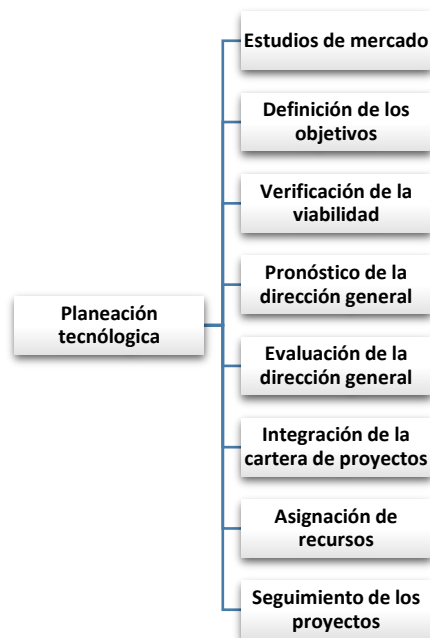 Estudios de mercado
Definición de los
objetivos
Verificación de la
viabilidad
Pronóstico de la
dirección general
Planeación
tecnólogica
Evaluación de la
dirección general
Integración de la
cartera de proyectos
Asignación de
recursos
Seguimiento de los
proyectos